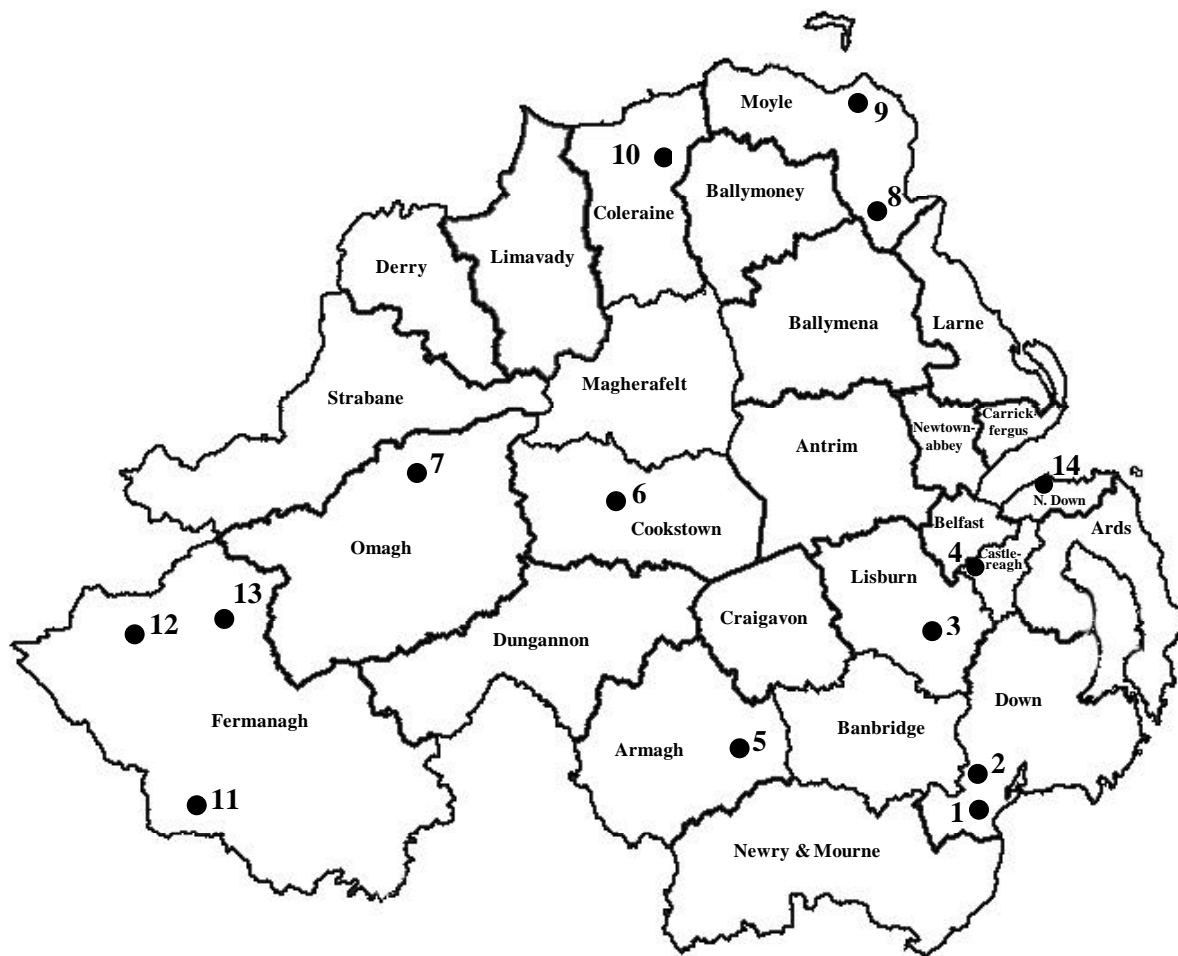 Moyle
9
10
Ballymoney
8
Coleraine
Limavady
Derry
Ballymena
Larne
Magherafelt
Strabane
Carrick-
fergus
Newtown-
abbey
Antrim
7
14
6
N. Down
Cookstown
Belfast
Ards
Omagh
4
Castle-
reagh
Lisburn
13
12
Craigavon
3
Dungannon
Fermanagh
Down
Banbridge
Armagh
5
2
11
1
Newry & Mourne